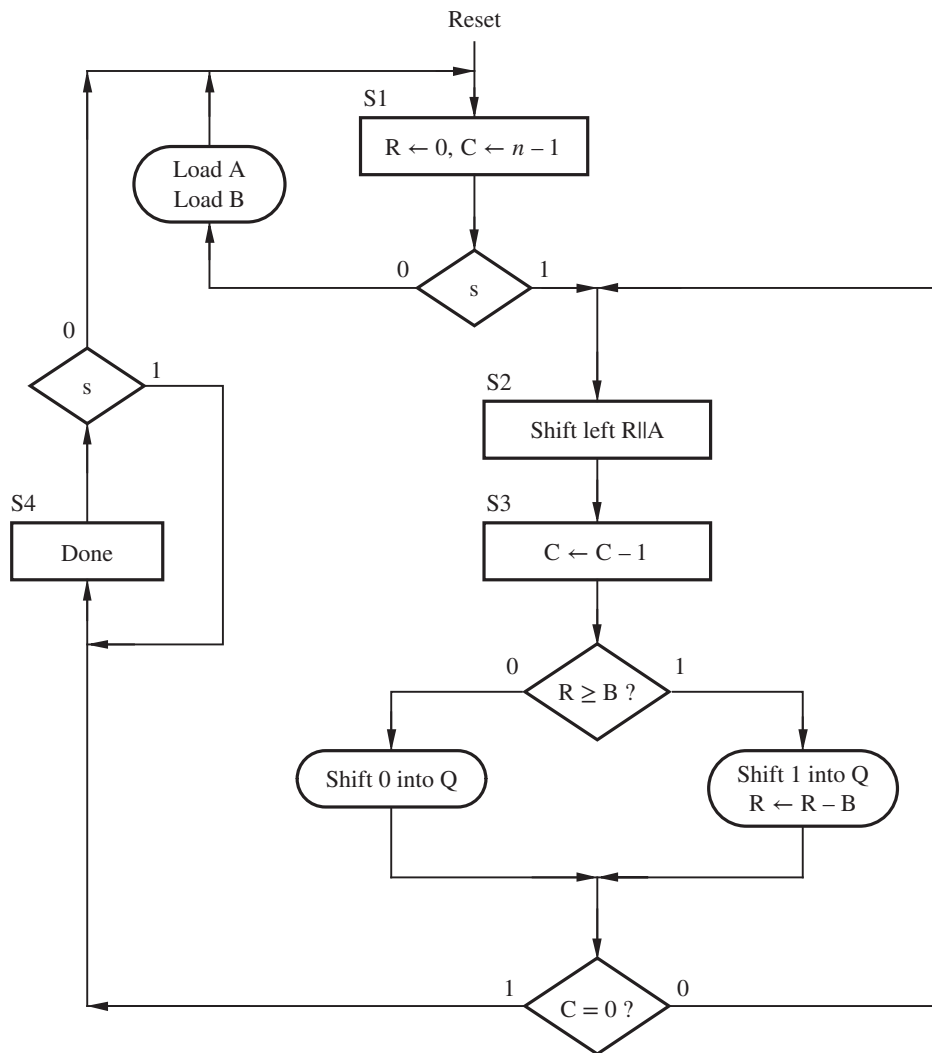 Reset
S1
R ← 0, C ← n – 1
Load A
Load B
0
s
1
0
s
1
S2
Shift left R||A
S3
C ← C – 1
S4
Done
0
R ≥ B ?
1
Shift 0 into Q
Shift 1 into Q
R ← R – B
1
C = 0 ?
0